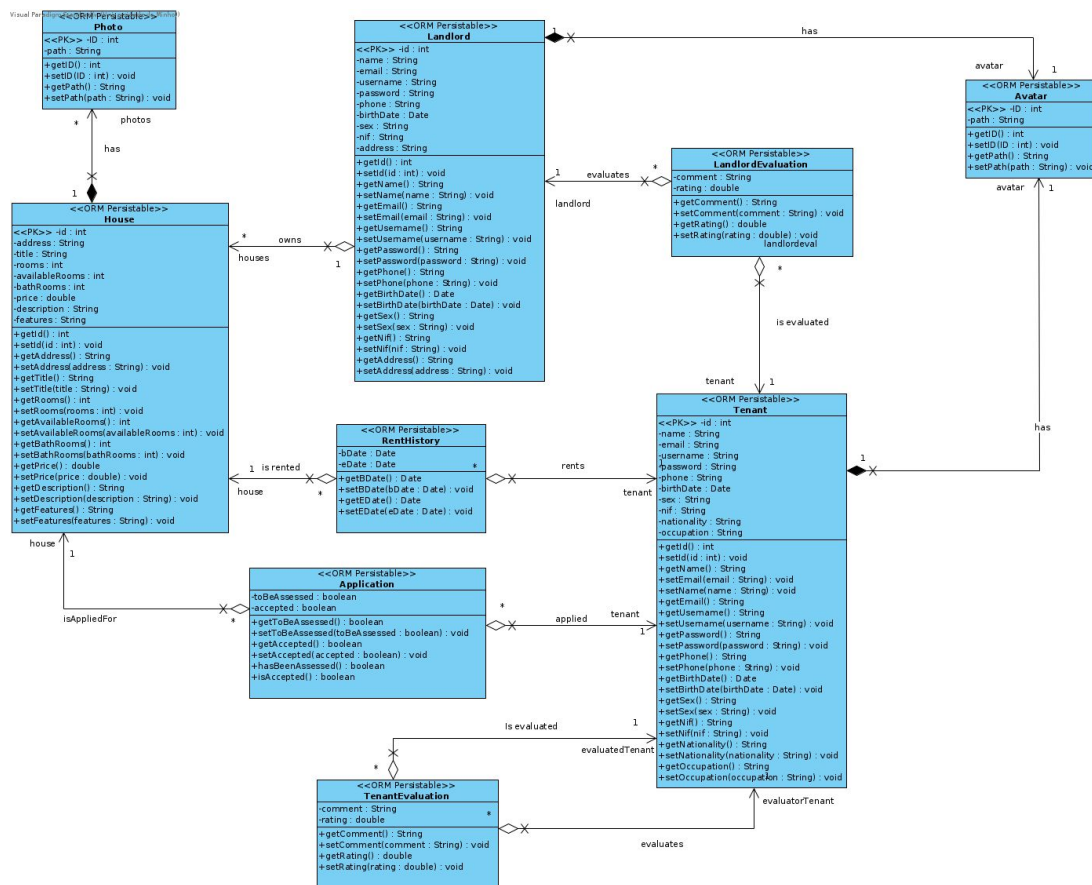 Visual Paradigm
<<ORM Persistable>>
Photo
<<PK>> -ID : int
-path : String
+getID() : int
+setID(ID : int) : void
+getPath() : String
+setPath(path : String) : void
*
photos
has
1
<<ORM Persistable>>
House
<<PK>> -id : int
-address : String
-title : String
-rooms : int
-availableRooms : int
-bathRooms : int
-price : double
-description : String
-features : String
+getId() : int
+setId(id : int) : void
+getAddress() : String
+setAddress(address : String) : void
+getTitle() : String
+setTitle(title : String) : void
+getRooms() : int
+setRooms(rooms : int) : void
+getAvailableRooms() : int
+setAvailableRooms(availableRooms : int) : void
+getBathRooms() : int
+setBathRooms(bathRooms : int) : void
+getPrice() : double
+setPrice(price : double) : void
+getDescription() : String
+setDescription(description : String) : void
+getFeatures() : String
+setFeatures(features : String) : void
<<ORM Persistable>>
Landlord
<<PK>> -id : int
-name : String
-email : String
-username : String
-password : String
-phone : String
-birthDate : Date
-sex : String
-nif : String
-address : String
+getId() : int
+setId(id : int) : void
+getName() : String
+setName(name : String) : void
+getEmail() : String
+setEmail(email : String) : void
+getUsername() : String
+setUsername(username : String) : void
+getPassword() : String
+setPassword(password : String) : void
+getPhone() : String
+setPhone(phone : String) : void
+getBirthDate() : Date
+setBirthDate(birthDate : Date) : void
+getSex() : String
+setSex(sex : String) : void
+getNif() : String
+setNif(nif : String) : void
+getAddress() : String
+setAddress(address : String) : void
*
owns
houses
1
1
has
avatar
1
<<ORM Persistable>>
Avatar
<<PK>> -ID : int
-path : String
+getID() : int
+setID(ID : int) : void
+getPath() : String
+setPath(path : String) : void
avatar
1
<<ORM Persistable>>
LandlordEvaluation
-comment : String
-rating : double
+getComment() : String
+setComment(comment : String) : void
+getRating() : double
+setRating(rating : double) : void
landlordeval
1
evaluates
*
landlord
*
is evaluated
tenant
1
<<ORM Persistable>>
Tenant
<<PK>> -id : int
-name : String
-email : String
-username : String
1
-password : String
-phone : String
-birthDate : Date
-sex : String
-nif : String
-nationality : String
-occupation : String
+getId() : int
+setId(id : int) : void
+getName() : String
+setEmail(email : String) : void
+setName(name : String) : void
+getEmail() : String
+getUsername() : String
+setUsername(username : String) : void
+getPassword() : String
+setPassword(password : String) : void
+getPhone() : String
+setPhone(phone : String) : void
+getBirthDate() : Date
+setBirthDate(birthDate : Date) : void
+getSex() : String
+setSex(sex : String) : void
+getNif() : String
+setNif(nif : String) : void
+getNationality() : String
+setNationality(nationality : String) : void
+getOccupation() : String
+setOccupation(occupation : String) : void
1
1
has
<<ORM Persistable>>
RentHistory
-bDate : Date
-eDate : Date
*
+getBDate() : Date
+setBDate(bDate : Date) : void
+getEDate() : Date
+setEDate(eDate : Date) : void
1
is rented
house
*
rents
tenant
<<ORM Persistable>>
Application
-toBeAssessed : boolean
-accepted : boolean
+getToBeAssessed() : boolean
+setToBeAssessed(toBeAssessed : boolean) : void
+getAccepted() : boolean
+setAccepted(accepted : boolean) : void
+hasBeenAssessed() : boolean
+isAccepted() : boolean
house
1
isAppliedFor
*
*
applied
tenant
1
Is evaluated
1
evaluatedTenant
*
<<ORM Persistable>>
TenantEvaluation
-comment : String
-rating : double
*
+getComment() : String
+setComment(comment : String) : void
+getRating() : double
+setRating(rating : double) : void
evaluatorTenant
evaluates